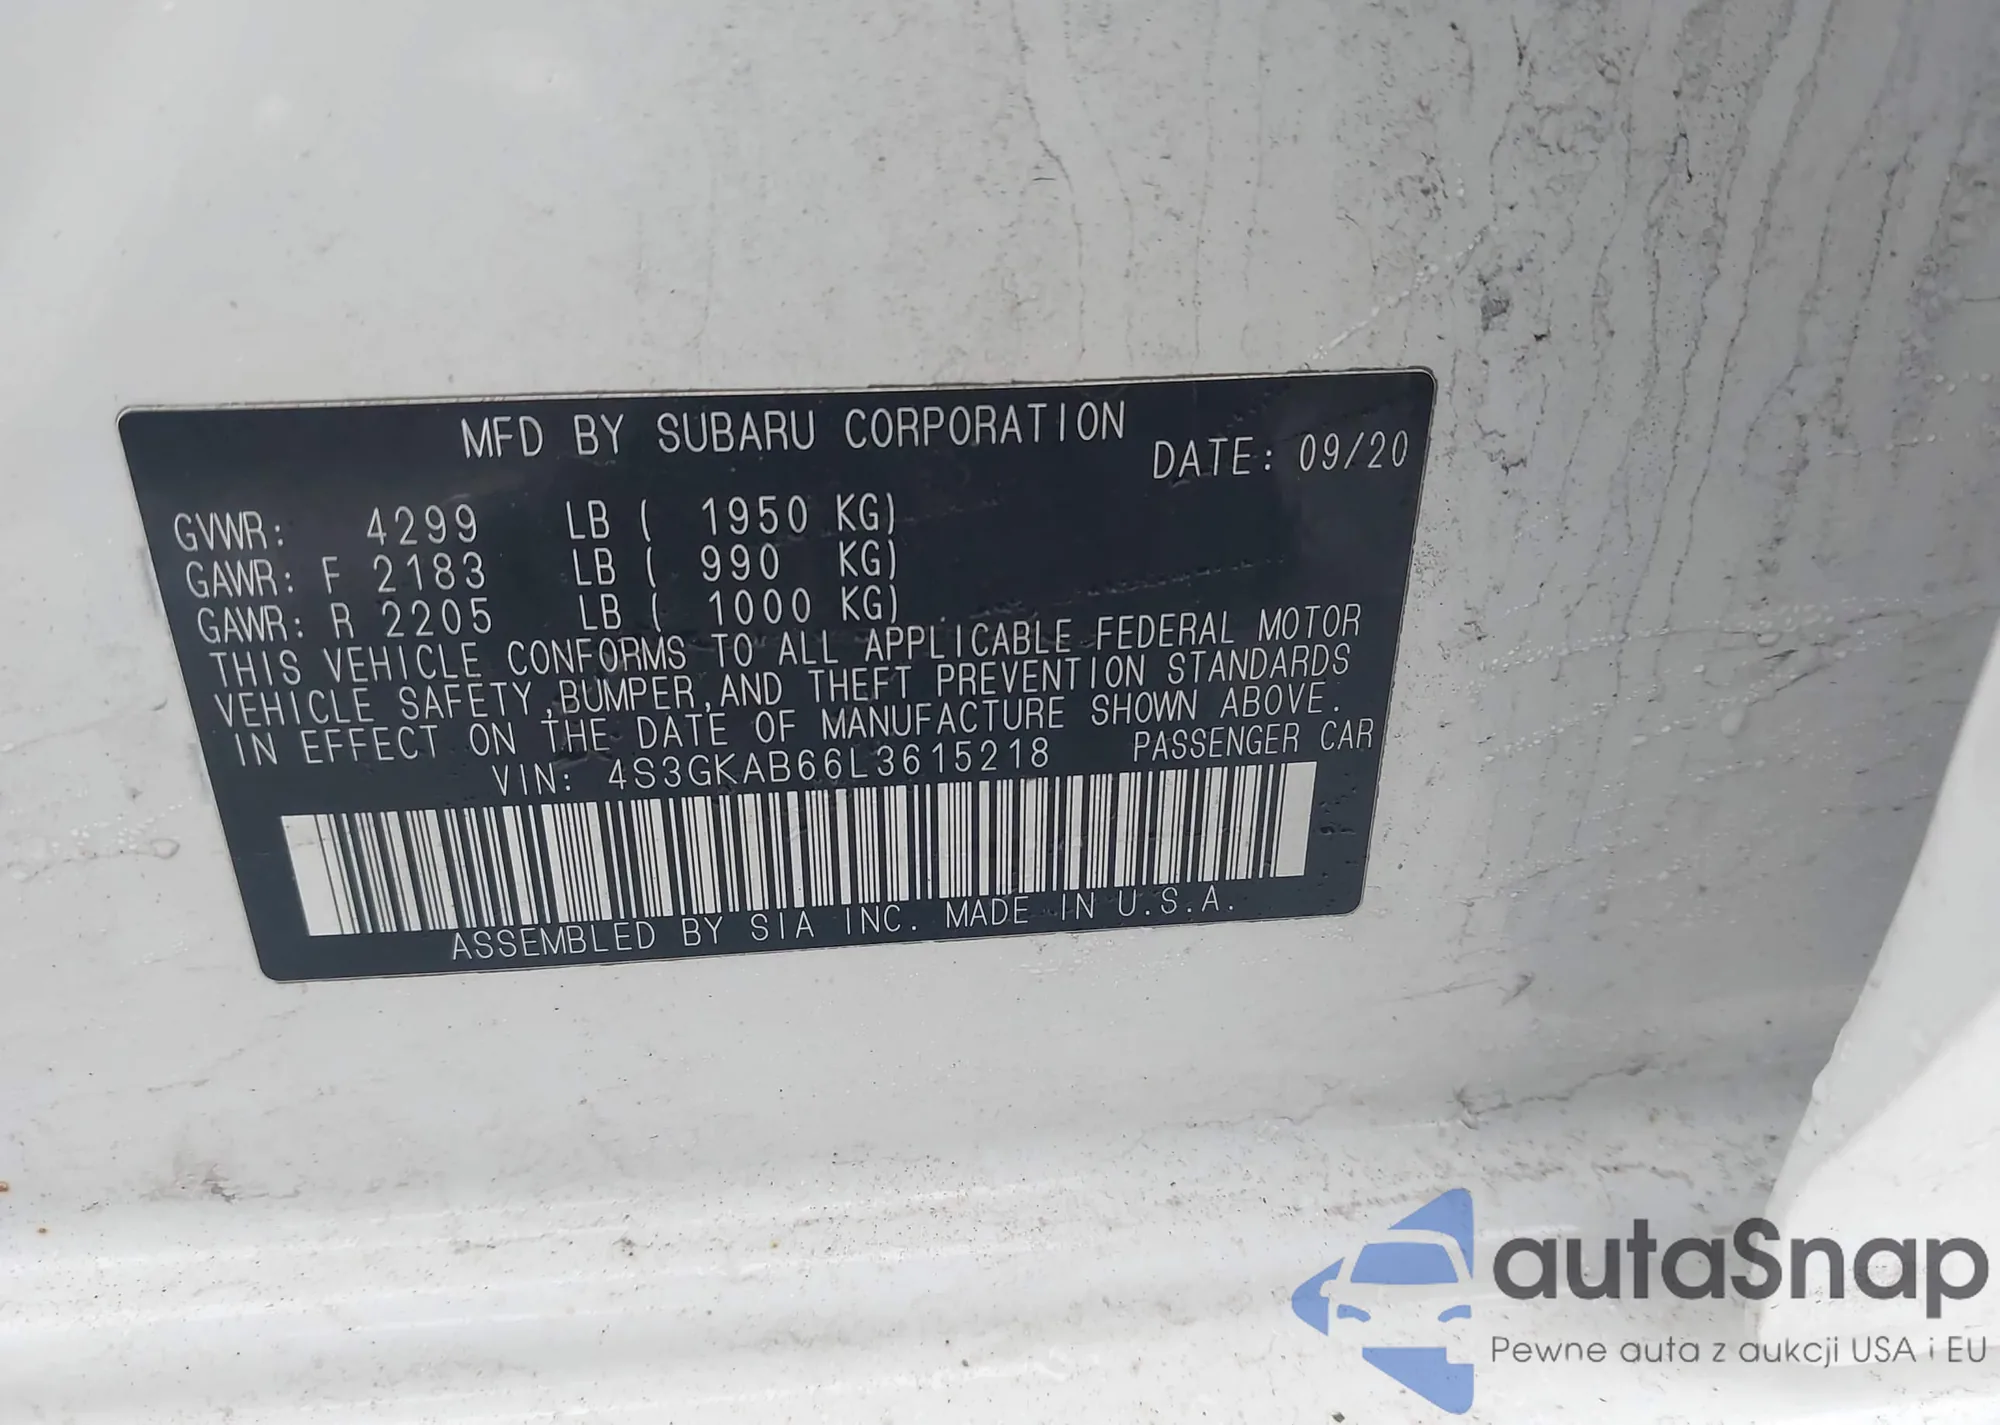 MFD BY SUBARU CORPORATION
DATE: 09/20
GVWR: 4299 LB ( 1950 KG)
GAWR: F 2183 LB ( 990 KG)
GAWR: R 2205 LB ( 1000 KG)
THIS VEHICLE CONFORMS TO ALL APPLICABLE FEDERAL MOTOR
VEHICLE SAFETY,BUMPER,AND THEFT PREVENTION STANDARDS
IN EFFECT ON THE DATE OF MANUFACTURE SHOWN ABOVE.
VIN: 4S3GKAB66L3615218 PASSENGER CAR
ASSEMBLED BY SIA INC. MADE IN U.S.A.
autaSnap
Pewne auta z aukcji USA i EU